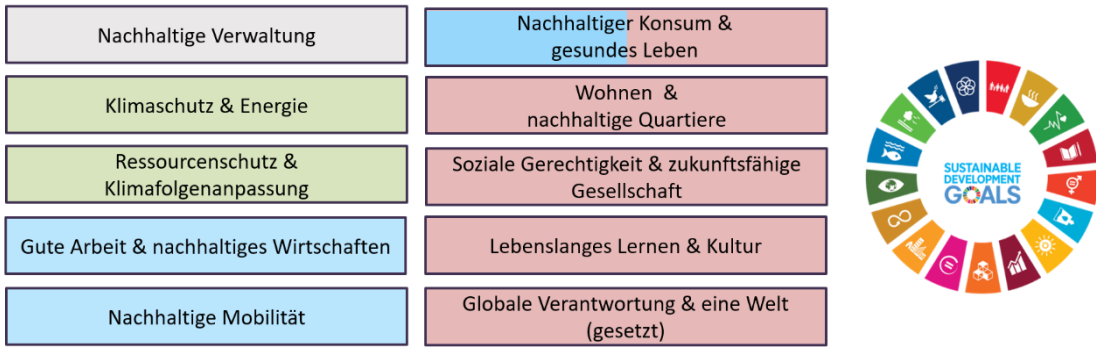 Nachhaltige Verwaltung
Klimaschutz & Energie
Ressourcenschutz &
Klimafolgenanpassung
Gute Arbeit & nachhaltiges Wirtschaften
Nachhaltige Mobilität
Nachhaltiger Konsum &
gesundes Leben
Wohnen &
nachhaltige Quartiere
Soziale Gerechtigkeit & zukunftsfähige
Gesellschaft
Lebenslanges Lernen & Kultur
Globale Verantwortung & eine Welt
(gesetzt)
SUSTAINABLE
DEVELOPMENT
GOALS